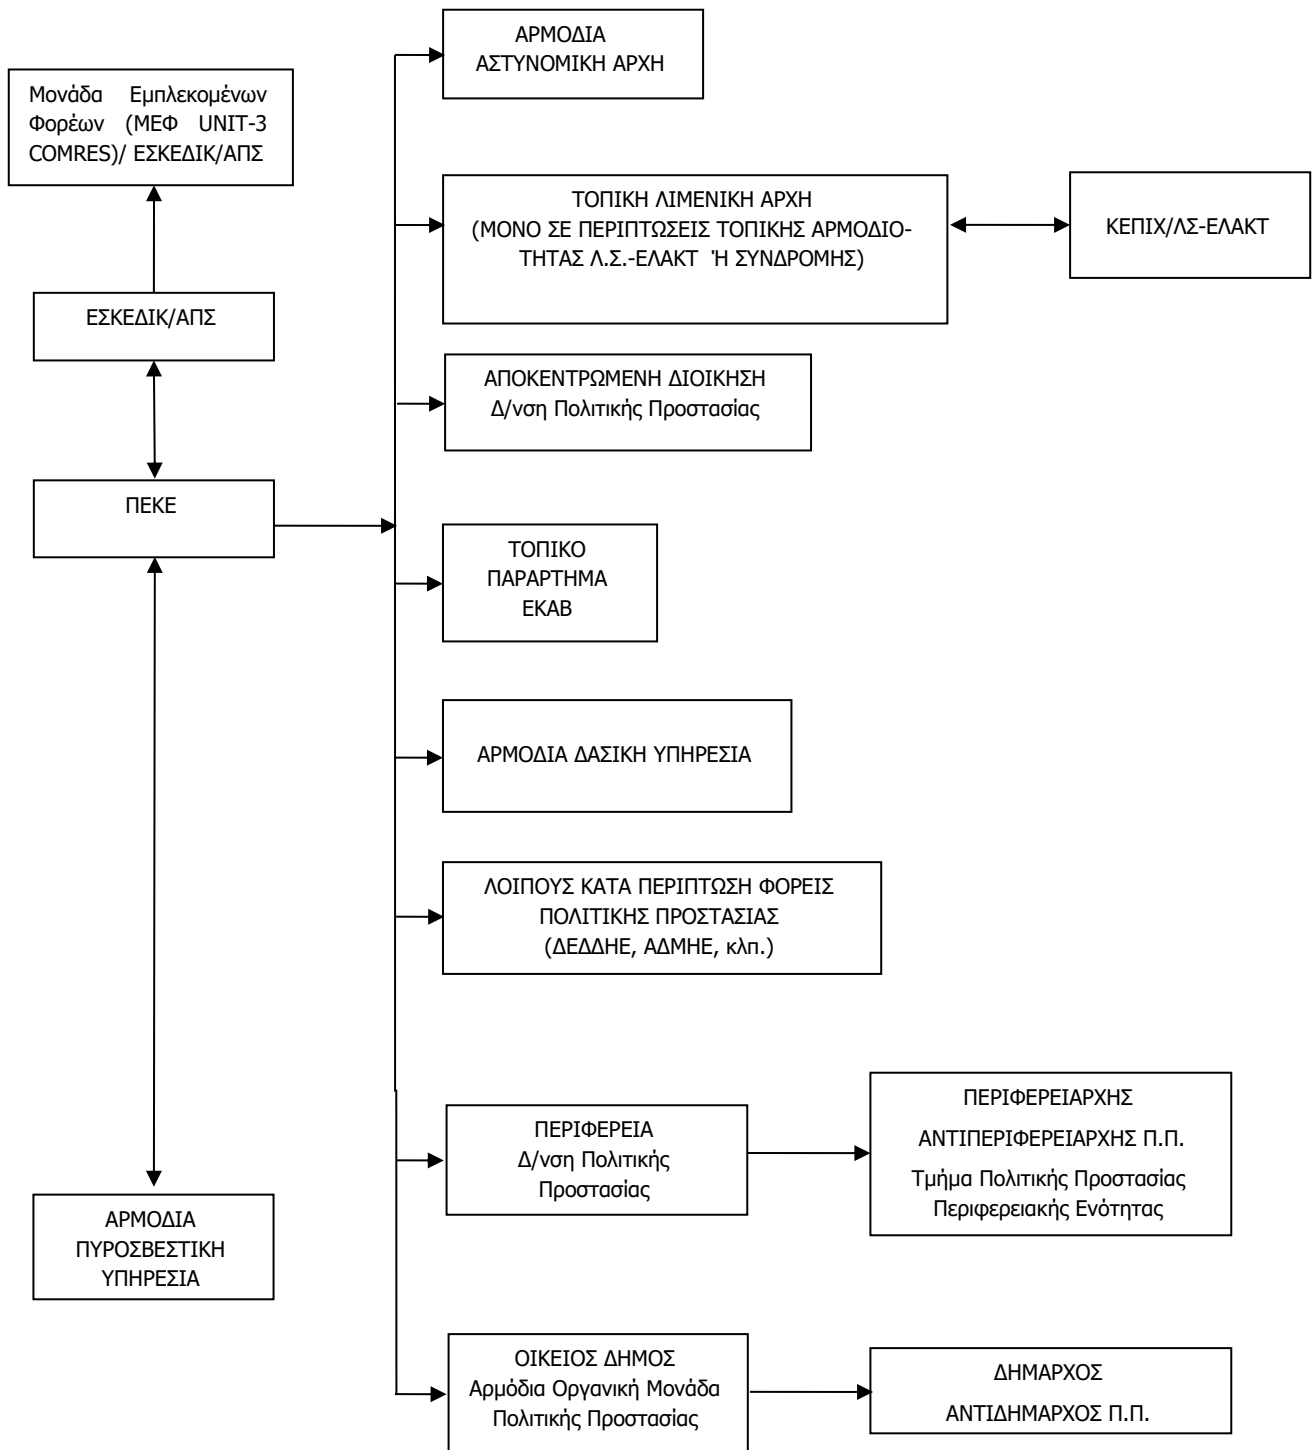 ΑΡΜΟΔΙΑ
ΑΣΤΥΝΟΜΙΚΗ ΑΡΧΗ
Μονάδα Εμπλεκομένων
Φορέων (ΜΕΦ UNIT-3
COMRES)/ ΕΣΚΕΔΙΚ/ΑΠΣ
ΤΟΠΙΚΗ ΛΙΜΕΝΙΚΗ ΑΡΧΗ
(ΜΟΝΟ ΣΕ ΠΕΡΙΠΤΩΣΕΙΣ ΤΟΠΙΚΗΣ ΑΡΜΟΔΙΟ-
ΤΗΤΑΣ Λ.Σ.-ΕΛΑΚΤ Ή ΣΥΝΔΡΟΜΗΣ)
ΚΕΠΙΧ/ΛΣ-ΕΛΑΚΤ
ΕΣΚΕΔΙΚ/ΑΠΣ
ΑΠΟΚΕΝΤΡΩΜΕΝΗ ΔΙΟΙΚΗΣΗ
Δ/νση Πολιτικής Προστασίας
ΠΕΚΕ
ΤΟΠΙΚΟ
ΠΑΡΑΡΤΗΜΑ
ΕΚΑΒ
ΑΡΜΟΔΙΑ ΔΑΣΙΚΗ ΥΠΗΡΕΣΙΑ
ΛΟΙΠΟΥΣ ΚΑΤΑ ΠΕΡΙΠΤΩΣΗ ΦΟΡΕΙΣ
ΠΟΛΙΤΙΚΗΣ ΠΡΟΣΤΑΣΙΑΣ
(ΔΕΔΔΗΕ, ΑΔΜΗΕ, κλπ.)
ΠΕΡΙΦΕΡΕΙΑ
Δ/νση Πολιτικής
Προστασίας
ΠΕΡΙΦΕΡΕΙΑΡΧΗΣ
ΑΝΤΙΠΕΡΙΦΕΡΕΙΑΡΧΗΣ Π.Π.
Τμήμα Πολιτικής Προστασίας
Περιφερειακής Ενότητας
ΑΡΜΟΔΙΑ
ΠΥΡΟΣΒΕΣΤΙΚΗ
ΥΠΗΡΕΣΙΑ
ΟΙΚΕΙΟΣ ΔΗΜΟΣ
Αρμόδια Οργανική Μονάδα
Πολιτικής Προστασίας
ΔΗΜΑΡΧΟΣ
ΑΝΤΙΔΗΜΑΡΧΟΣ Π.Π.